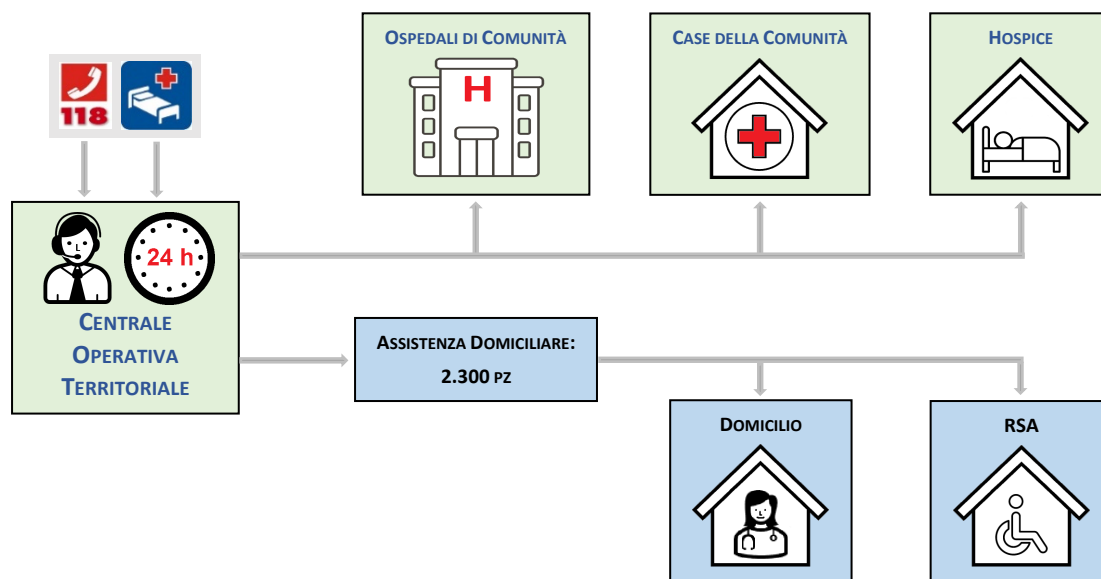 OSPEDALI DI COMUNITÀ
CASE DELLA COMUNITÀ
HOSPICE
H
118
24 h
CENTRALE
OPERATIVA
TERRITORIALE
ASSISTENZA DOMICILIARE:
2.300 PZ
DOMICILIO
RSA